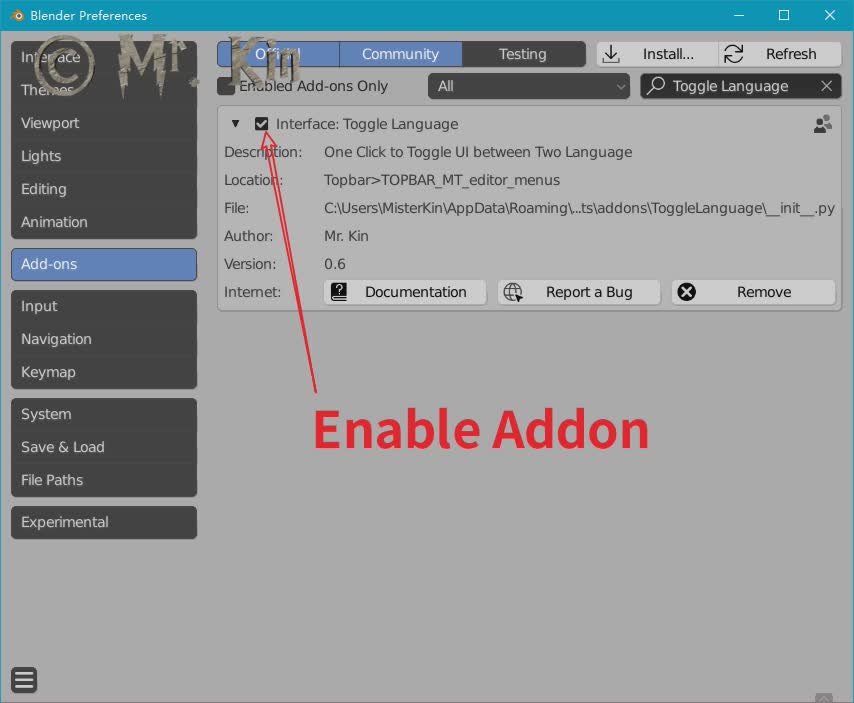 Blender Preferences
© Mr. Kin
Interface
Themes
Viewport
Lights
Editing
Animation
Add-ons
Input
Navigation
Keymap
System
Save & Load
File Paths
Experimental
Official Community Testing Install... Refresh
Enabled Add-ons Only All Toggle Language
Interface: Toggle Language
Description: One Click to Toggle UI between Two Language
Location: Topbar>TOPBAR_MT_editor_menus
File: C:\Users\MisterKin\AppData\Roaming\...ts\addons\ToggleLanguage\__init__.py
Author: Mr. Kin
Version: 0.6
Internet: Documentation Report a Bug Remove
Enable Addon